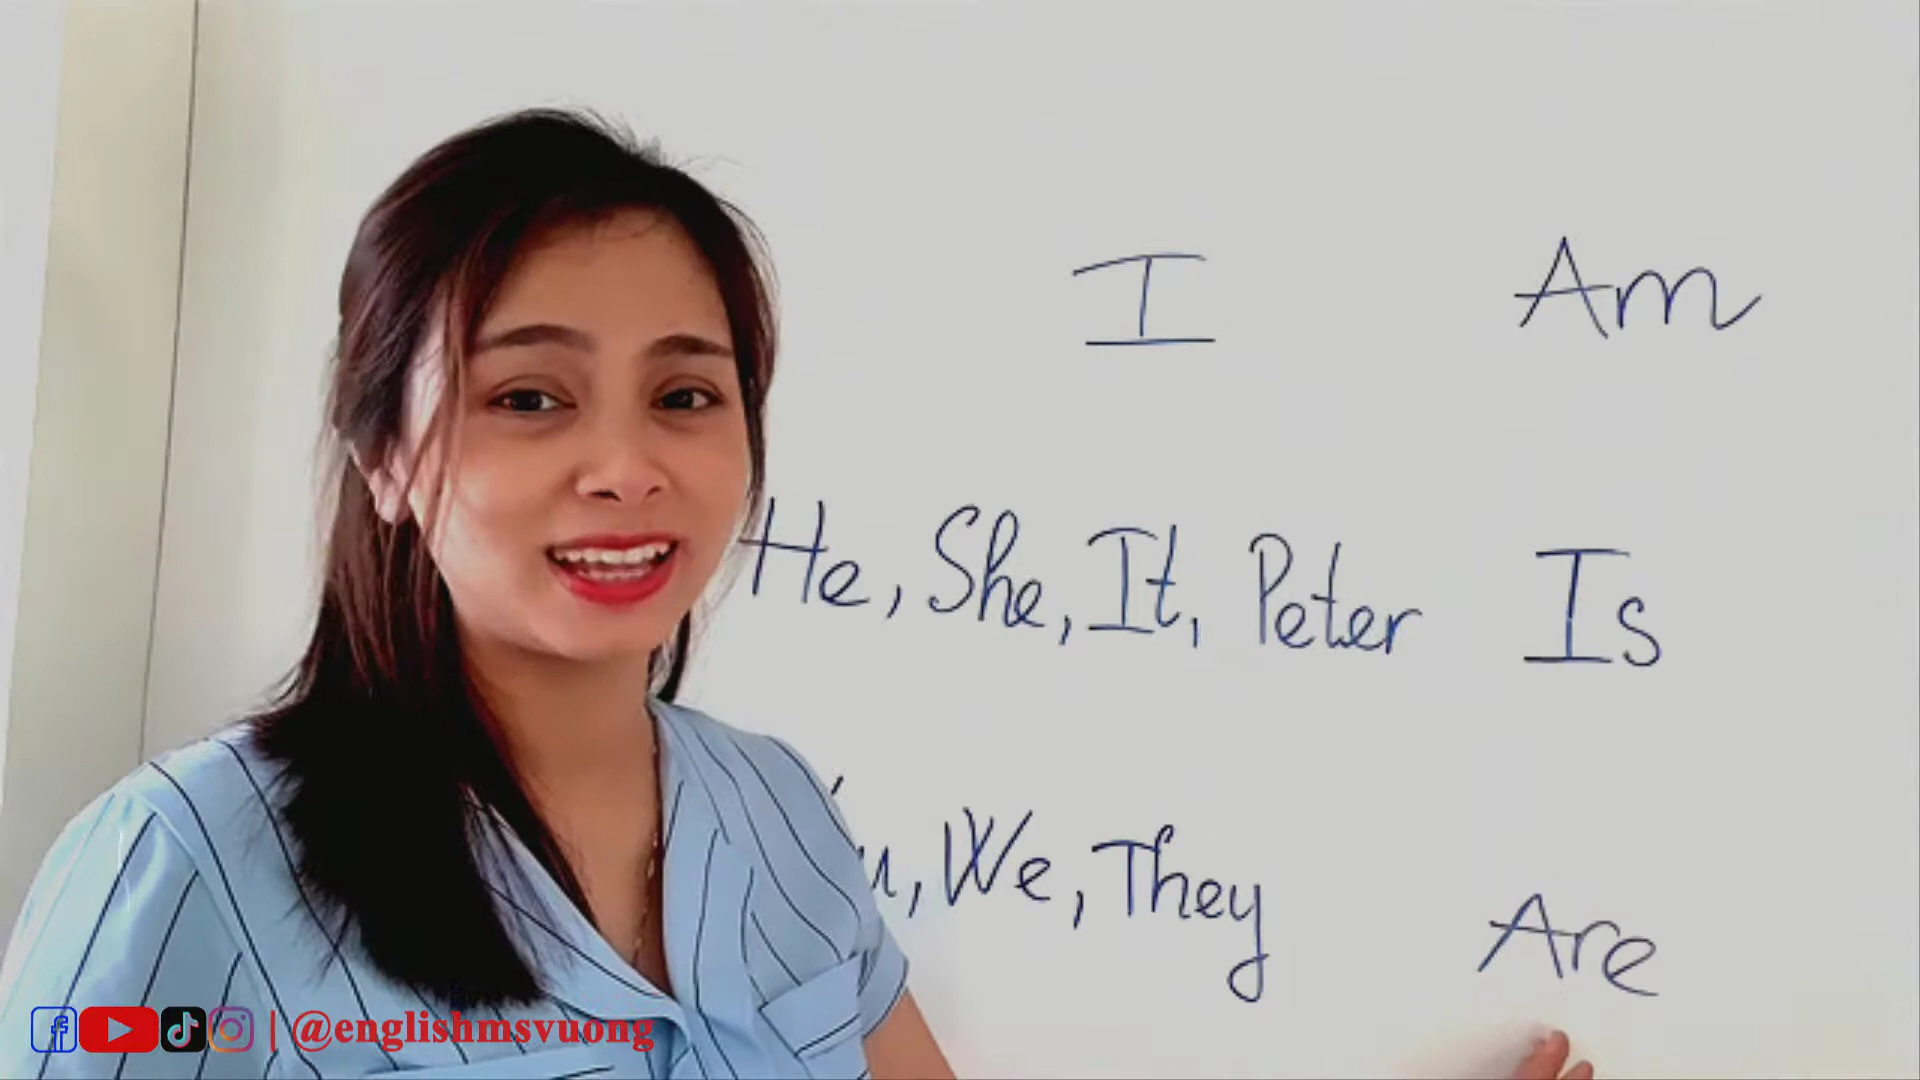 I Am
He, She, It, Peter Is
We, They
Are
| @englishmsvuong